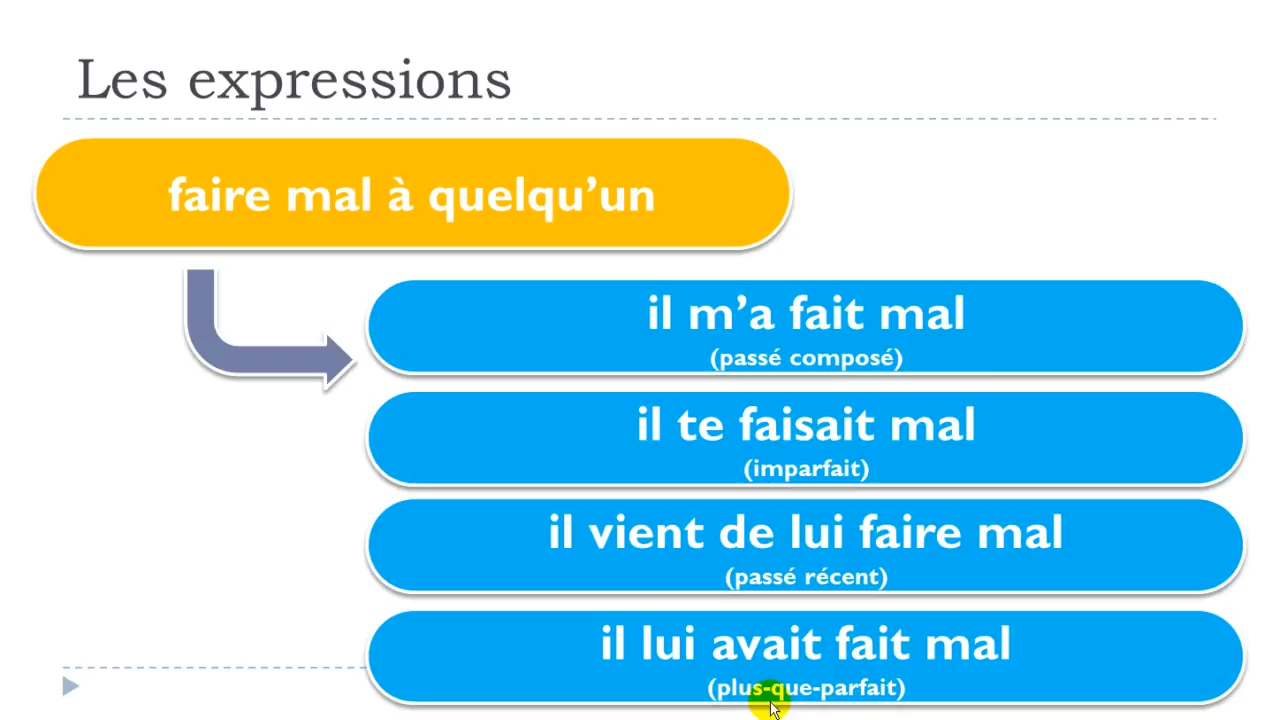 Les expressions
faire mal à quelqu’un
il m’a fait mal
(passé composé)
il te faisait mal
(imparfait)
il vient de lui faire mal
(passé récent)
il lui avait fait mal
(plus-que-parfait)